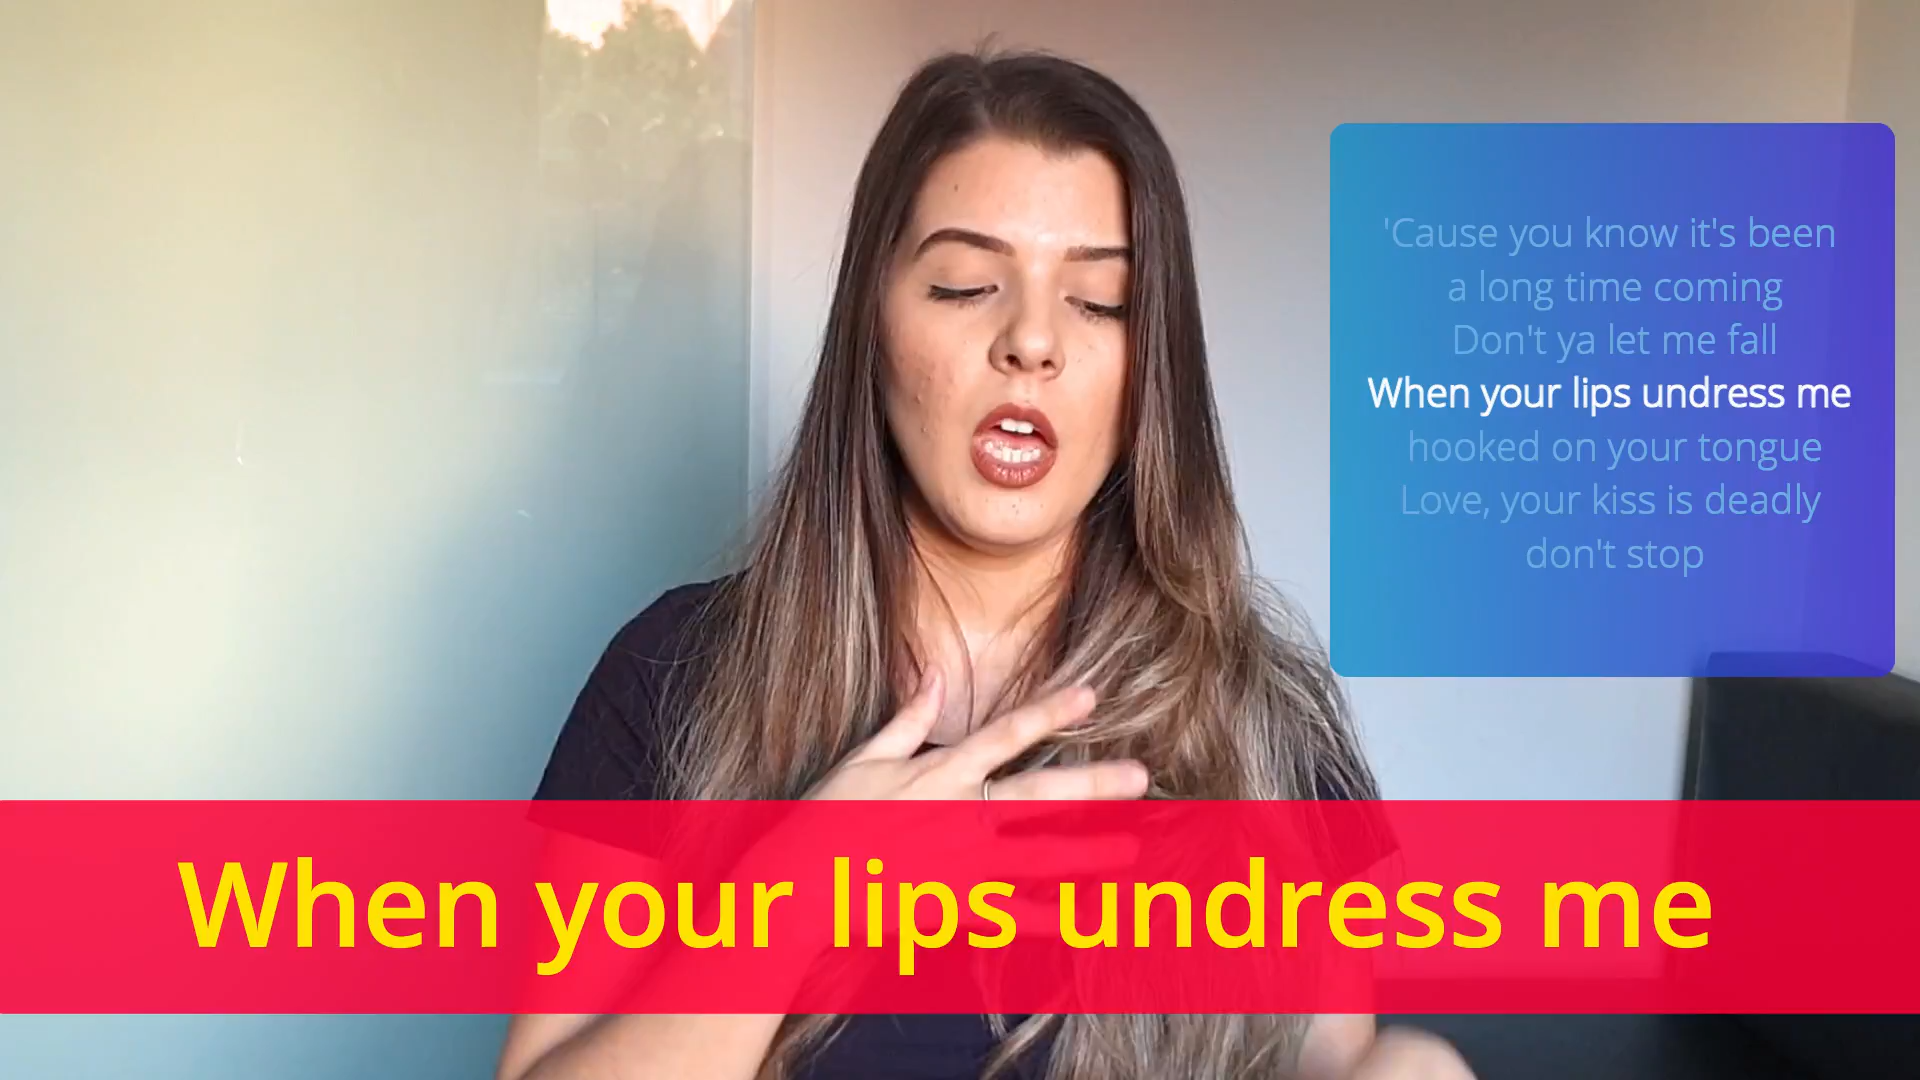 'Cause you know it's been
a long time coming
Don't ya let me fall
When your lips undress me
hooked on your tongue
Love, your kiss is deadly
don't stop
When your lips undress me